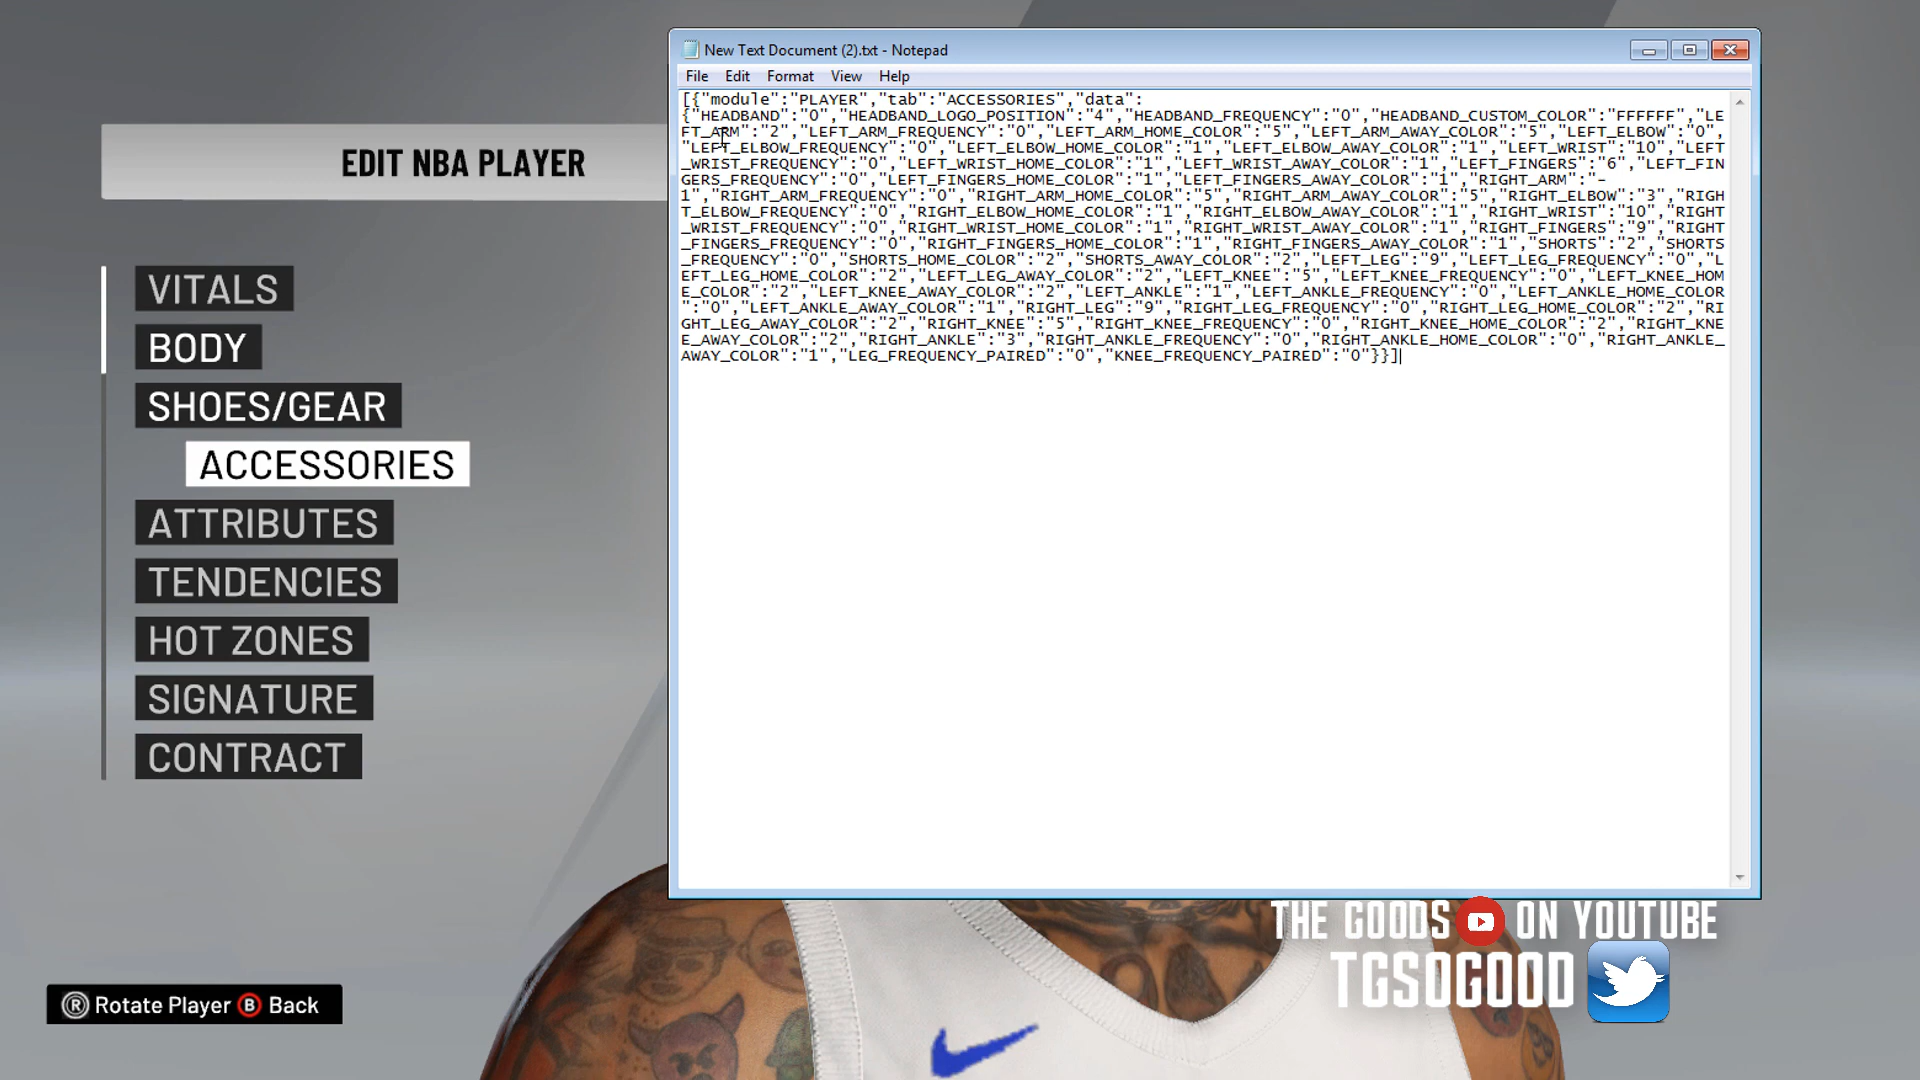 New Text Document (2).txt - Notepad
File Edit Format View Help
[{"module":"PLAYER","tab":"ACCESSORIES","data":
{"HEADBAND":"0","HEADBAND_LOGO_POSITION":"4","HEADBAND_FREQUENCY":"0","HEADBAND_CUSTOM_COLOR":"FFFFFF","LE
FT_ARM":"2","LEFT_ARM_FREQUENCY":"0","LEFT_ARM_HOME_COLOR":"5","LEFT_ARM_AWAY_COLOR":"5","LEFT_ELBOW":"0",
"LEFT_ELBOW_FREQUENCY":"0","LEFT_ELBOW_HOME_COLOR":"1","LEFT_ELBOW_AWAY_COLOR":"1","LEFT_WRIST":"10","LEFT
_WRIST_FREQUENCY":"0","LEFT_WRIST_HOME_COLOR":"1","LEFT_WRIST_AWAY_COLOR":"1","LEFT_FINGERS":"6","LEFT_FIN
GERS_FREQUENCY":"0","LEFT_FINGERS_HOME_COLOR":"1","LEFT_FINGERS_AWAY_COLOR":"1","RIGHT_ARM":"-
1","RIGHT_ARM_FREQUENCY":"0","RIGHT_ARM_HOME_COLOR":"5","RIGHT_ARM_AWAY_COLOR":"5","RIGHT_ELBOW":"3","RIGH
T_ELBOW_FREQUENCY":"0","RIGHT_ELBOW_HOME_COLOR":"1","RIGHT_ELBOW_AWAY_COLOR":"1","RIGHT_WRIST":"10","RIGHT
_WRIST_FREQUENCY":"0","RIGHT_WRIST_HOME_COLOR":"1","RIGHT_WRIST_AWAY_COLOR":"1","RIGHT_FINGERS":"9","RIGHT
_FINGERS_FREQUENCY":"0","RIGHT_FINGERS_HOME_COLOR":"1","RIGHT_FINGERS_AWAY_COLOR":"1","SHORTS":"2","SHORTS
_FREQUENCY":"0","SHORTS_HOME_COLOR":"2","SHORTS_AWAY_COLOR":"2","LEFT_LEG":"9","LEFT_LEG_FREQUENCY":"0","L
EFT_LEG_HOME_COLOR":"2","LEFT_LEG_AWAY_COLOR":"2","LEFT_KNEE":"5","LEFT_KNEE_FREQUENCY":"0","LEFT_KNEE_HOM
E_COLOR":"2","LEFT_KNEE_AWAY_COLOR":"2","LEFT_ANKLE":"1","LEFT_ANKLE_FREQUENCY":"0","LEFT_ANKLE_HOME_COLOR
":"0","LEFT_ANKLE_AWAY_COLOR":"1","RIGHT_LEG":"9","RIGHT_LEG_FREQUENCY":"0","RIGHT_LEG_HOME_COLOR":"2","RI
GHT_LEG_AWAY_COLOR":"2","RIGHT_KNEE":"5","RIGHT_KNEE_FREQUENCY":"0","RIGHT_KNEE_HOME_COLOR":"2","RIGHT_KNE
E_AWAY_COLOR":"2","RIGHT_ANKLE":"3","RIGHT_ANKLE_FREQUENCY":"0","RIGHT_ANKLE_HOME_COLOR":"0","RIGHT_ANKLE_
AWAY_COLOR":"1","LEG_FREQUENCY_PAIRED":"0","KNEE_FREQUENCY_PAIRED":"0"}}]
EDIT NBA PLAYER
VITALS
BODY
SHOES/GEAR
ACCESSORIES
ATTRIBUTES
TENDENCIES
HOT ZONES
SIGNATURE
CONTRACT
R Rotate Player B Back
THE GOODS ON YOUTUBE
TGSOGOOD